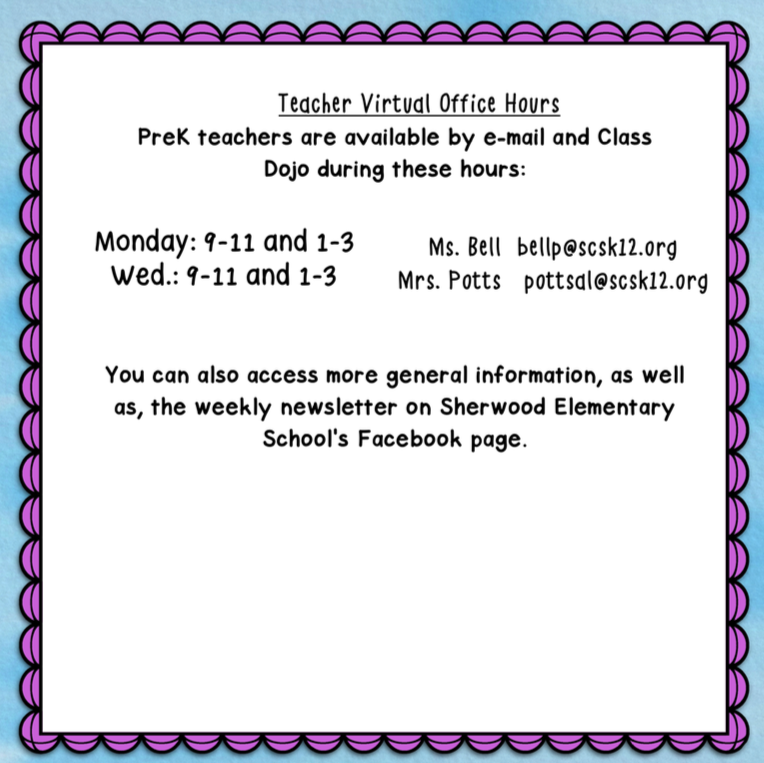 Teacher Virtual Office Hours
PreK teachers are available by e-mail and Class
Dojo during these hours:
Monday: 9-11 and 1-3
Wed.: 9-11 and 1-3
Ms. Bell bellp@scsk12.org
Mrs. Potts pottsal@scsk12.org
You can also access more general information, as well
as, the weekly newsletter on Sherwood Elementary
School's Facebook page.